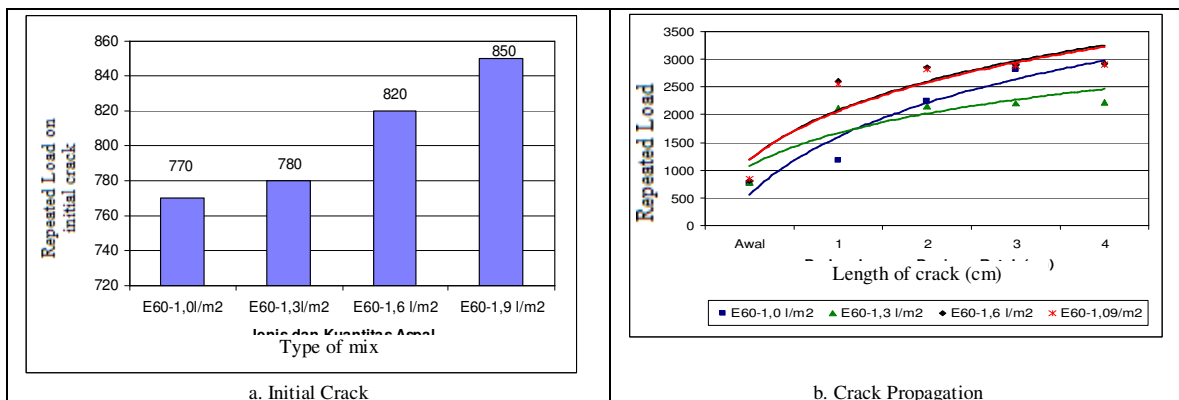 Repeated Load on
initial crack
860
840
820
800
780
760
740
720
770
780
820
850
E60-1,0l/m2 E60-1,3l/m2 E60-1,6 l/m2 E60-1,9 l/m2
Type of mix
a. Initial Crack
Repeated Load
3500
3000
2500
2000
1500
1000
500
0
Awal 1 2 3 4
Length of crack (cm)
E60-1,0 l/m2 E60-1,3 l/m2 E60-1,6 l/m2 E60-1,09/m2
b. Crack Propagation